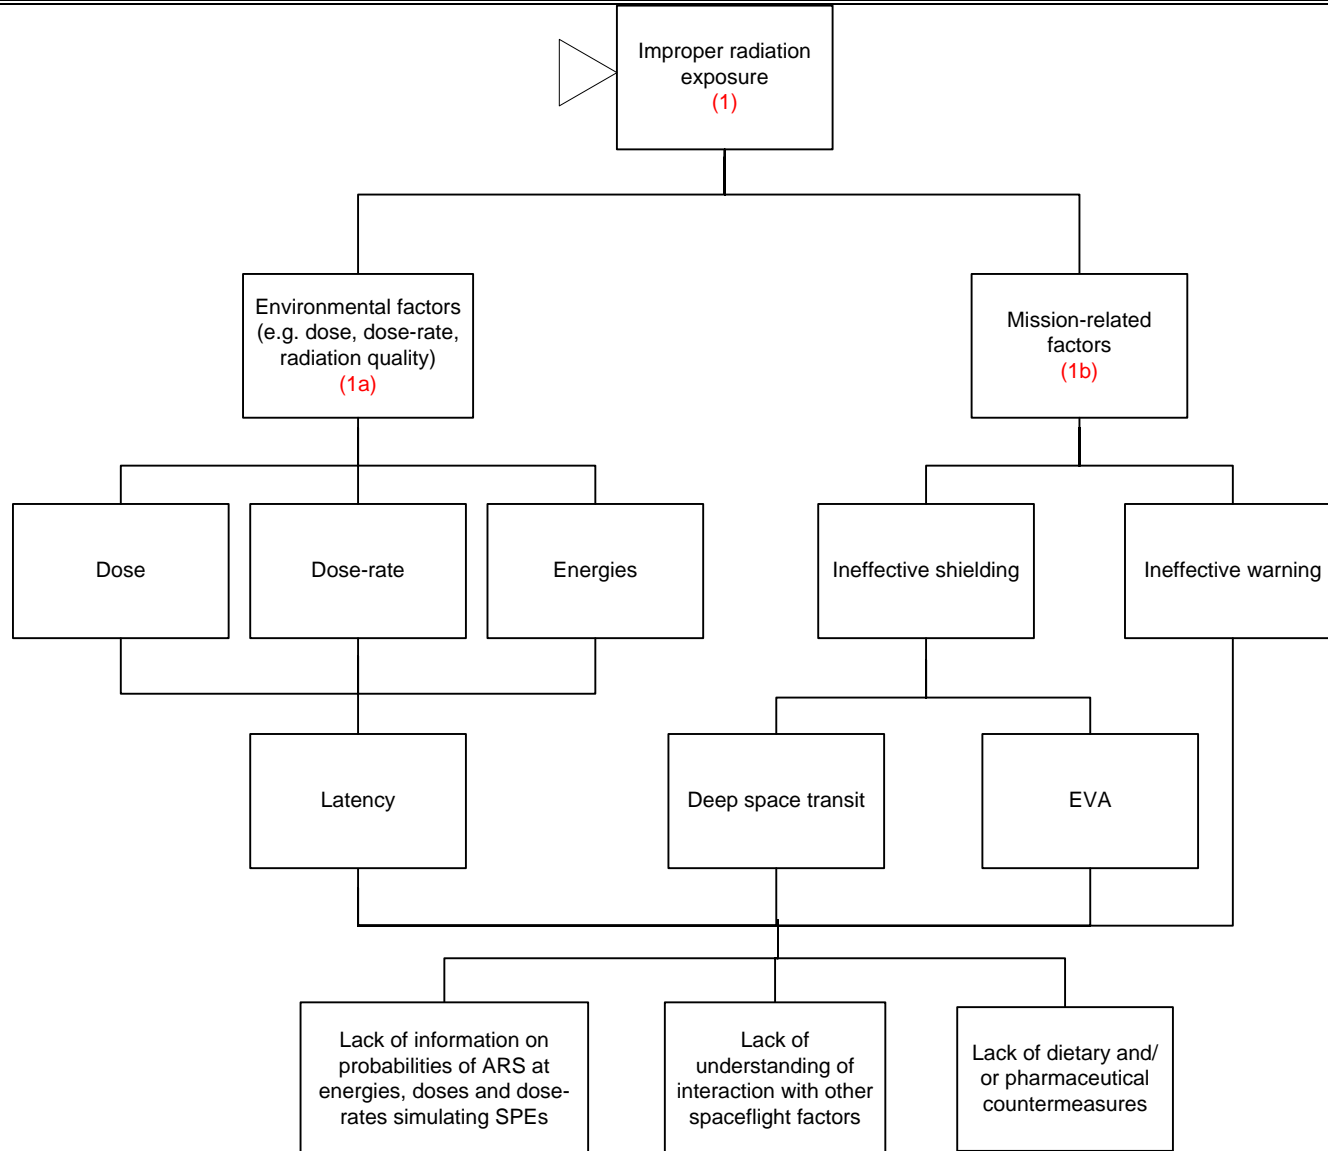 Improper radiation
exposure
(1)
Environmental factors
(e.g. dose, dose-rate,
radiation quality)
(1a)
Mission-related
factors
(1b)
Dose
Dose-rate
Energies
Ineffective shielding
Ineffective warning
Latency
Deep space transit
EVA
Lack of information on
probabilities of ARS at
energies, doses and dose-
rates simulating SPEs
Lack of
understanding of
interaction with other
spaceflight factors
Lack of dietary and/
or pharmaceutical
countermeasures